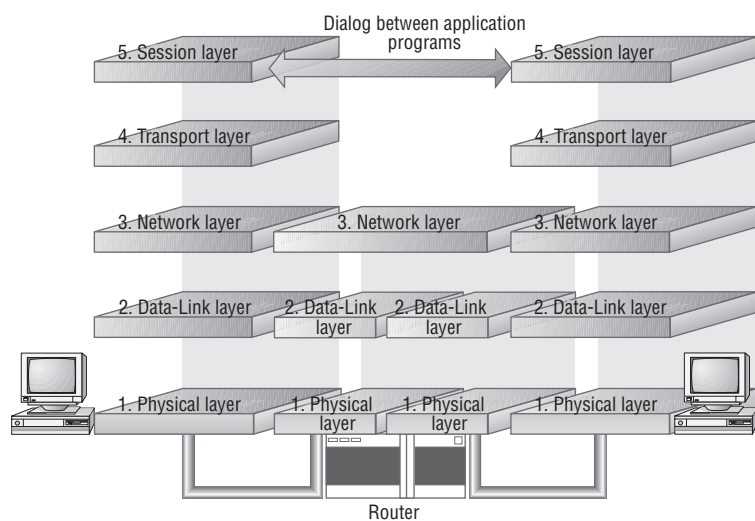 Dialog between application
programs
5. Session layer
5. Session layer
4. Transport layer
4. Transport layer
3. Network layer
3. Network layer
3. Network layer
2. Data-Link layer
2. Data-Link
layer
2. Data-Link
layer
2. Data-Link layer
1. Physical layer
1. Physical
layer
1. Physical
layer
1. Physical layer
Router